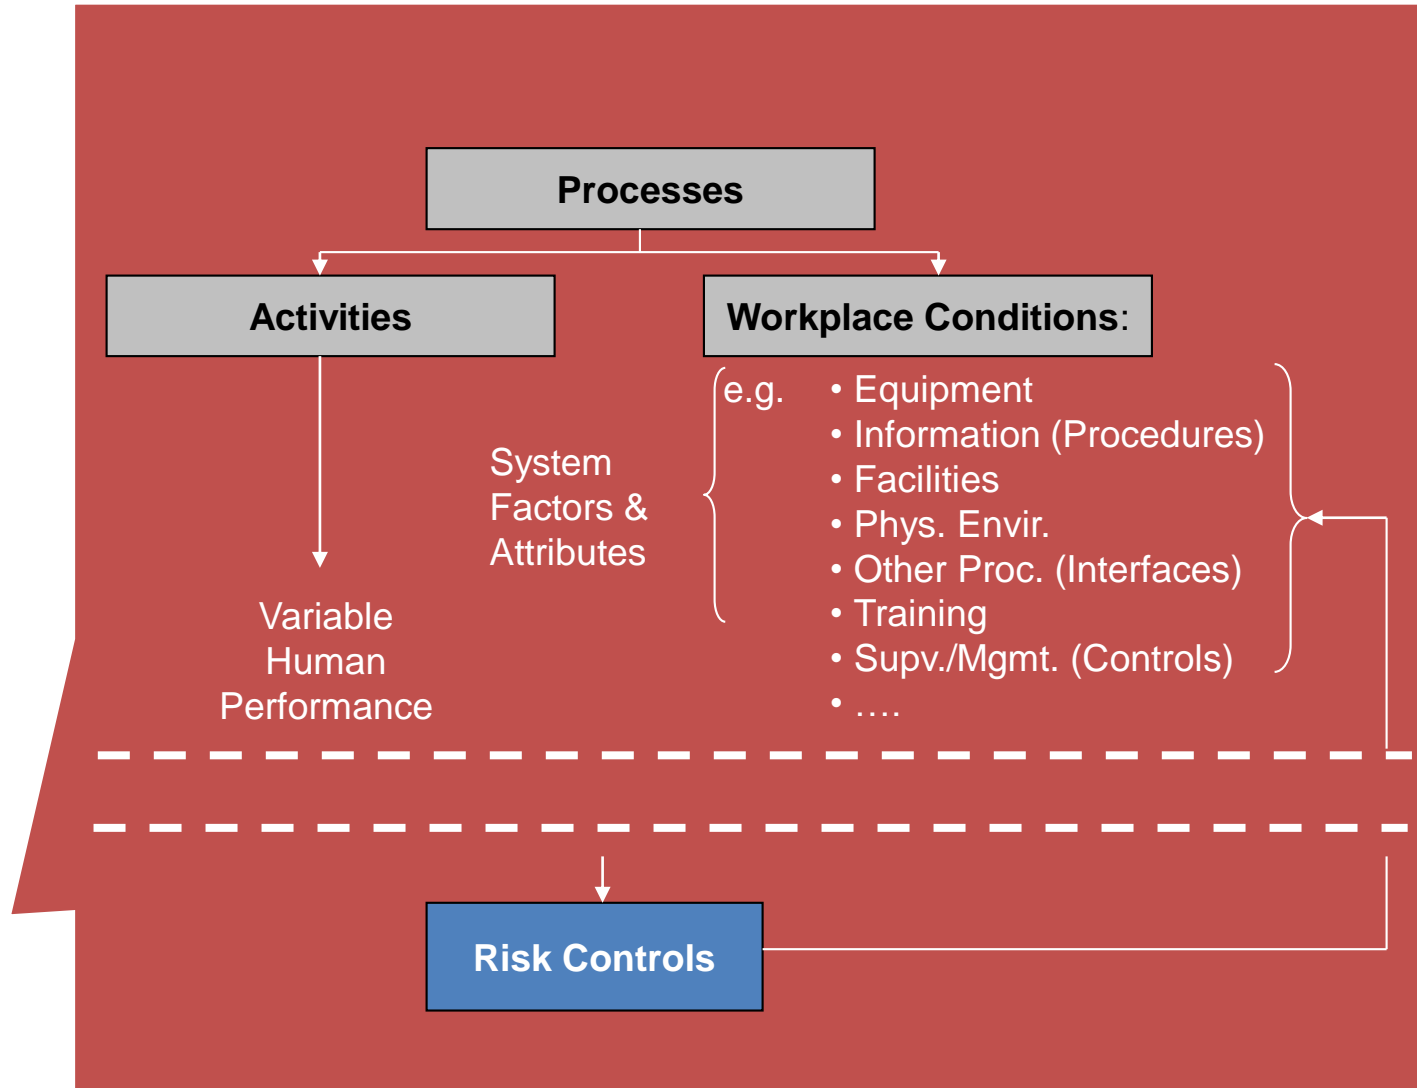 Processes
Activities
Workplace Conditions:
e.g.
• Equipment
• Information (Procedures)
• Facilities
• Phys. Envir.
• Other Proc. (Interfaces)
• Training
• Supv./Mgmt. (Controls)
• ….
System
Factors &
Attributes
Variable
Human
Performance
Risk Controls